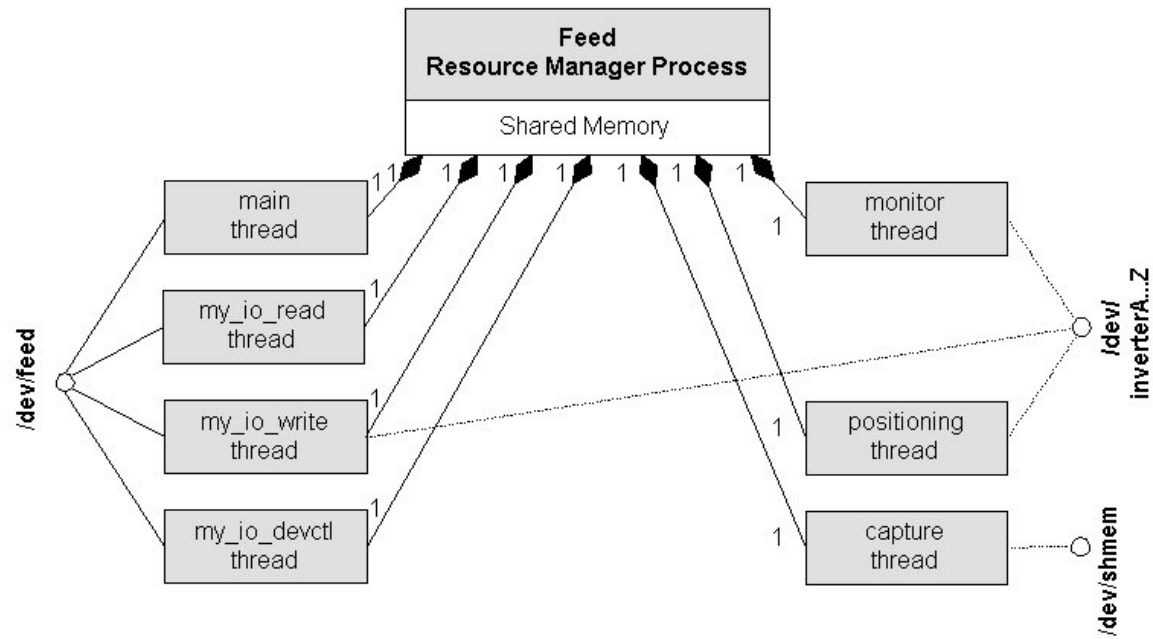 Feed
Resource Manager Process
Shared Memory
1 1 1 1 1 1 1 1
main
thread
monitor
thread
1
my_io_read
thread
1
/dev/feed
/dev/
inverterA...Z
my_io_write
thread
1
positioning
thread
1
my_io_devctl
thread
1
capture
thread
1
/dev/shmem